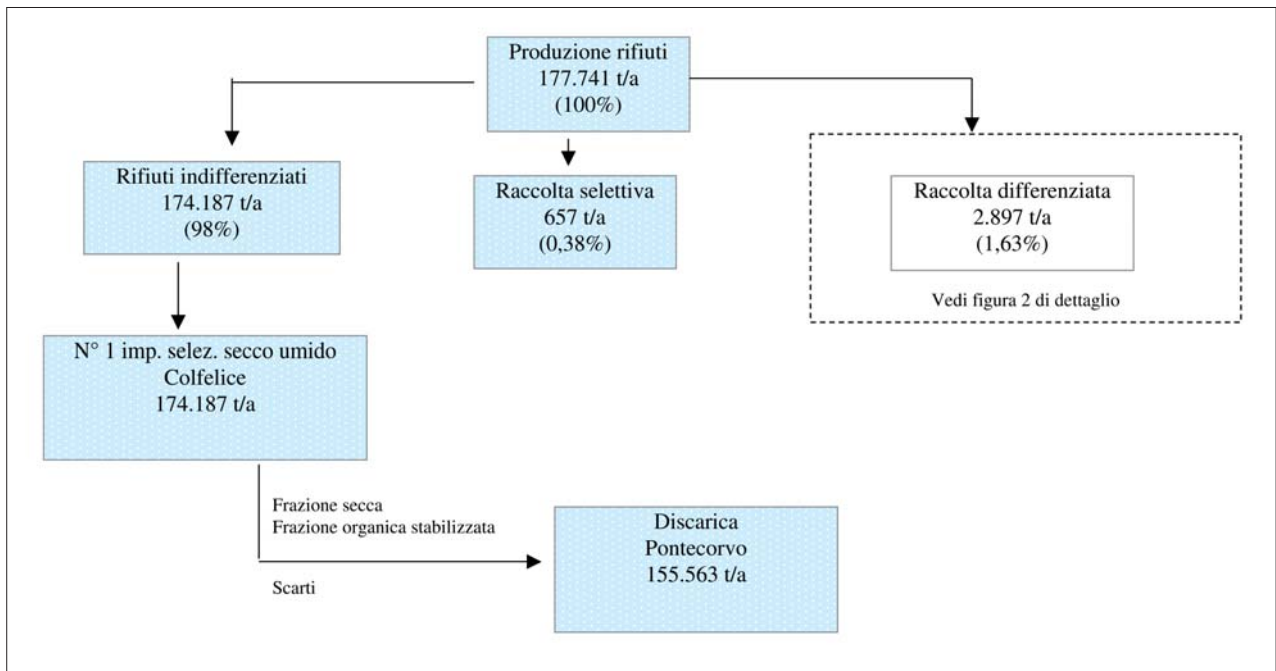 Produzione rifiuti
177.741 t/a
(100%)
Rifiuti indifferenziati
174.187 t/a
(98%)
Raccolta selettiva
657 t/a
(0,38%)
Raccolta differenziata
2.897 t/a
(1,63%)
Vedi figura 2 di dettaglio
N° 1 imp. selez. secco umido
Colfelice
174.187 t/a
Frazione secca
Frazione organica stabilizzata
Scarti
Discarica
Pontecorvo
155.563 t/a